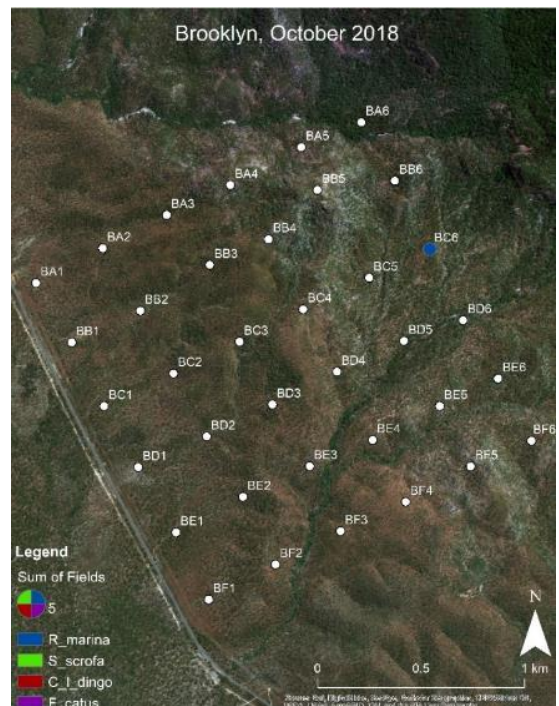 Brooklyn, October 2018
BA6
BA5
BB6
BA4
BB5
BA3
BB4
BC6
BA2
BB3
BC5
BA1
BB2
BC4
BD6
BB1
BC3
BD5
BC2
BD4
BE6
BC1
BD3
BE5
BD2
BE4
BF6
BD1
BE3
BF5
BE2
BF4
BE1
BF3
BF2
BF1
Legend
Sum of Fields
5
R_marina
S_scrofa
C_l_dingo
F_catus
N
0 0.5 1 km